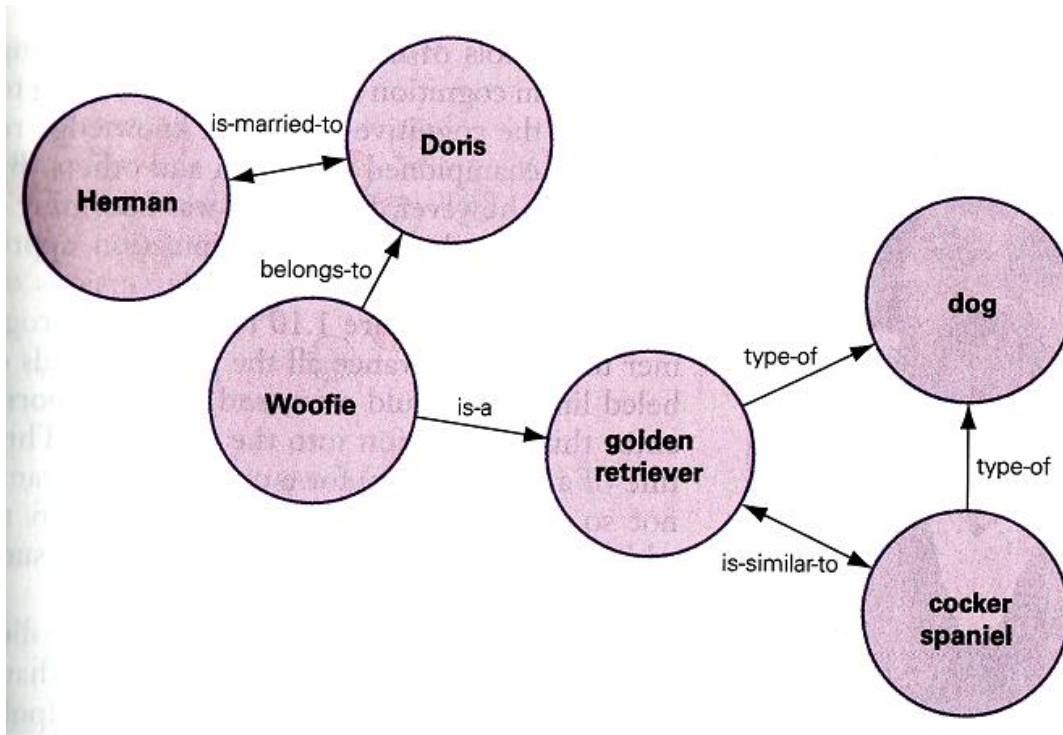 is-married-to
Doris
Herman
belongs-to
dog
type-of
Woofie
is-a
golden
retriever
type-of
is-similar-to
cocker
spaniel